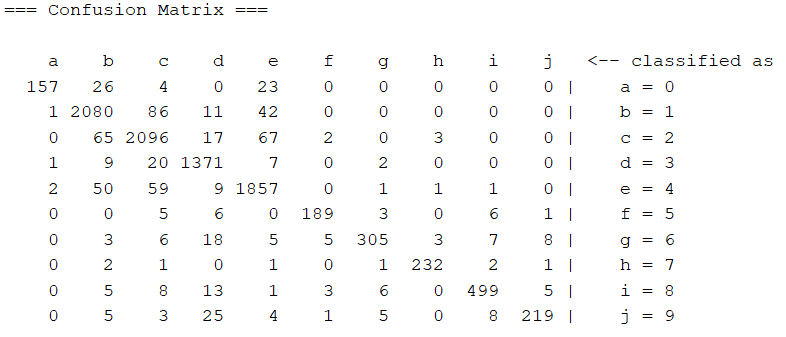 === Confusion Matrix ===
a b c d e f g h i j <-- classified as
157 26 4 0 23 0 0 0 0 0 | a = 0
1 2080 86 11 42 0 0 0 0 0 | b = 1
0 65 2096 17 67 2 0 3 0 0 | c = 2
1 9 20 1371 7 0 2 0 0 0 | d = 3
2 50 59 9 1857 0 1 1 1 0 | e = 4
0 0 5 6 0 189 3 0 6 1 | f = 5
0 3 6 18 5 5 305 3 7 8 | g = 6
0 2 1 0 1 0 1 232 2 1 | h = 7
0 5 8 13 1 3 6 0 499 5 | i = 8
0 5 3 25 4 1 5 0 8 219 | j = 9